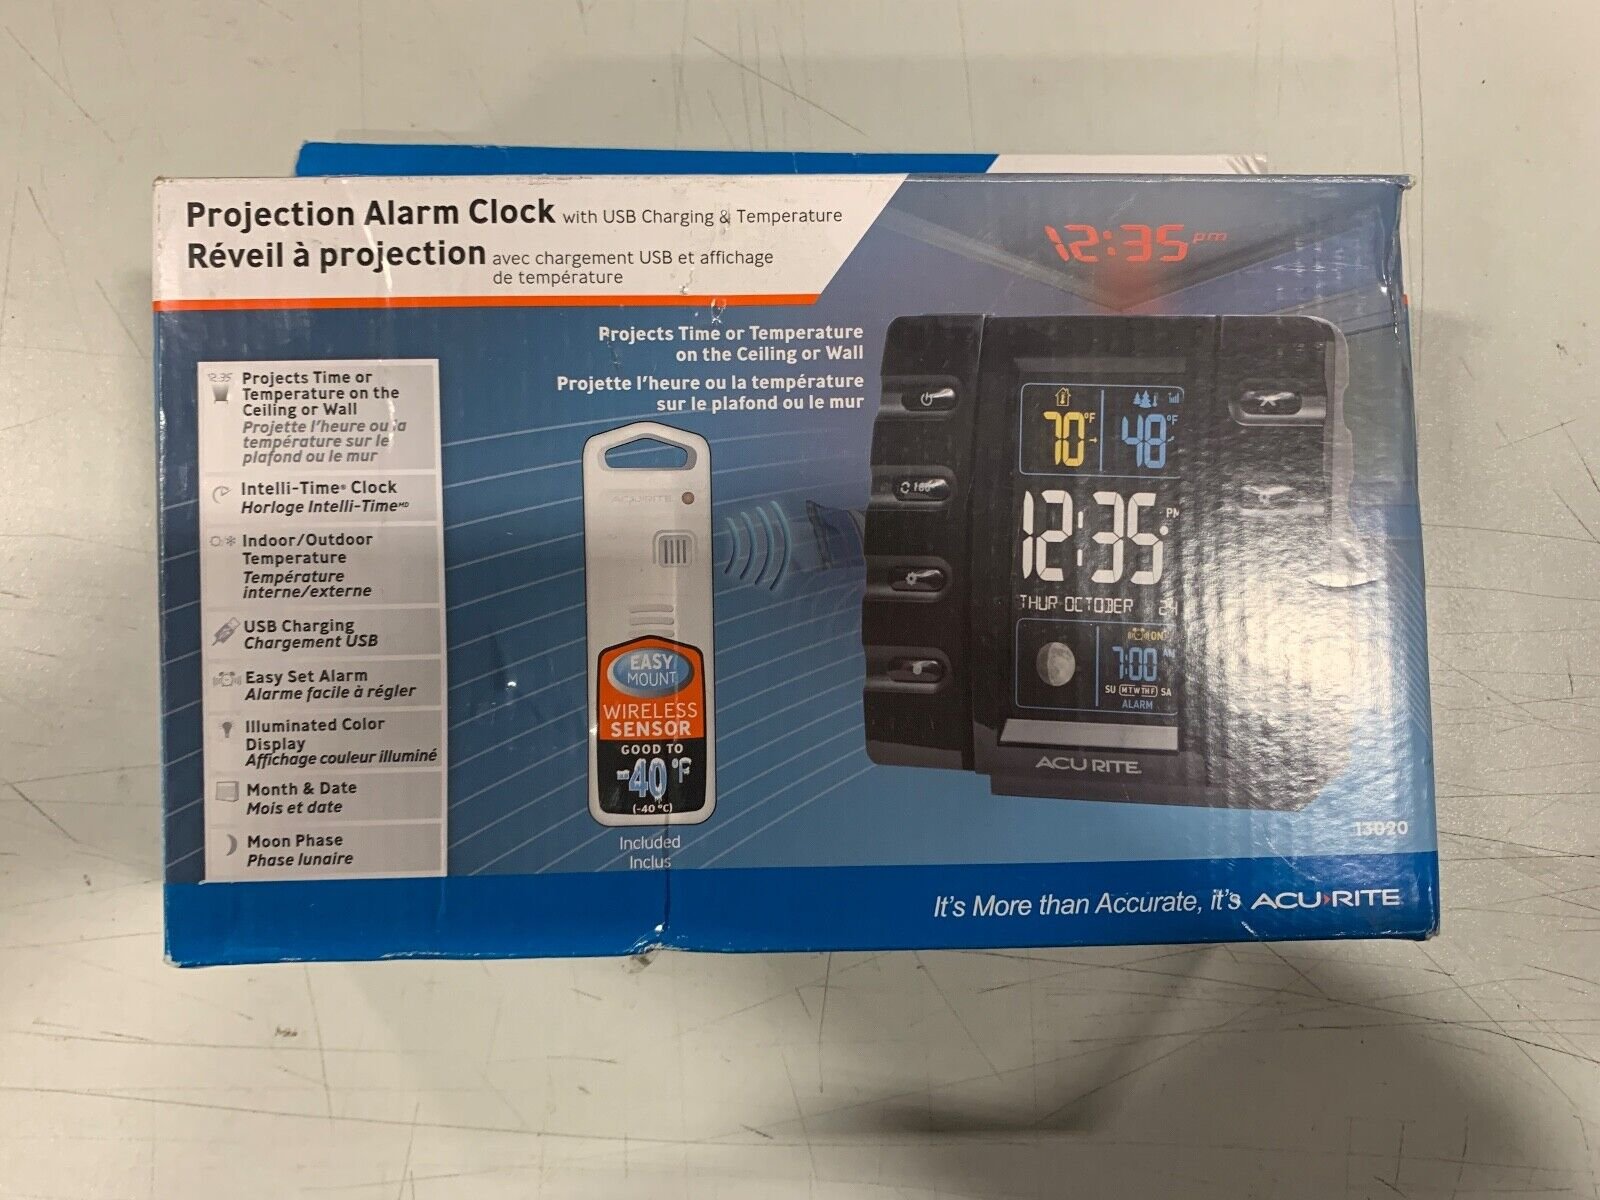 Projection Alarm Clock with USB Charging & Temperature
Réveil à projection avec chargement USB et affichage
de température
12:35 pm
Projects Time or Temperature
on the Ceiling or Wall
Projette l'heure ou la température
sur le plafond ou le mur
12:35
Projects Time or
Temperature on the
Ceiling or Wall
Projette l'heure ou la
température sur le
plafond ou le mur
Intelli-Time® Clock
Horloge Intelli-Time MD
Indoor/Outdoor
Temperature
Température
interne/externe
USB Charging
Chargement USB
Easy Set Alarm
Alarme facile à régler
Illuminated Color
Display
Affichage couleur illuminé
Month & Date
Mois et date
Moon Phase
Phase lunaire
ACURITE
EASY
MOUNT
WIRELESS
SENSOR
GOOD TO
-40°F
(-40 °C)
Included
Inclus
70°F 48°F
12:35 PM
THUR OCTOBER 24
ON
7:00 AM
SU MTWTHF SA
ALARM
ACURITE
13020
It's More than Accurate, it's ACURITE